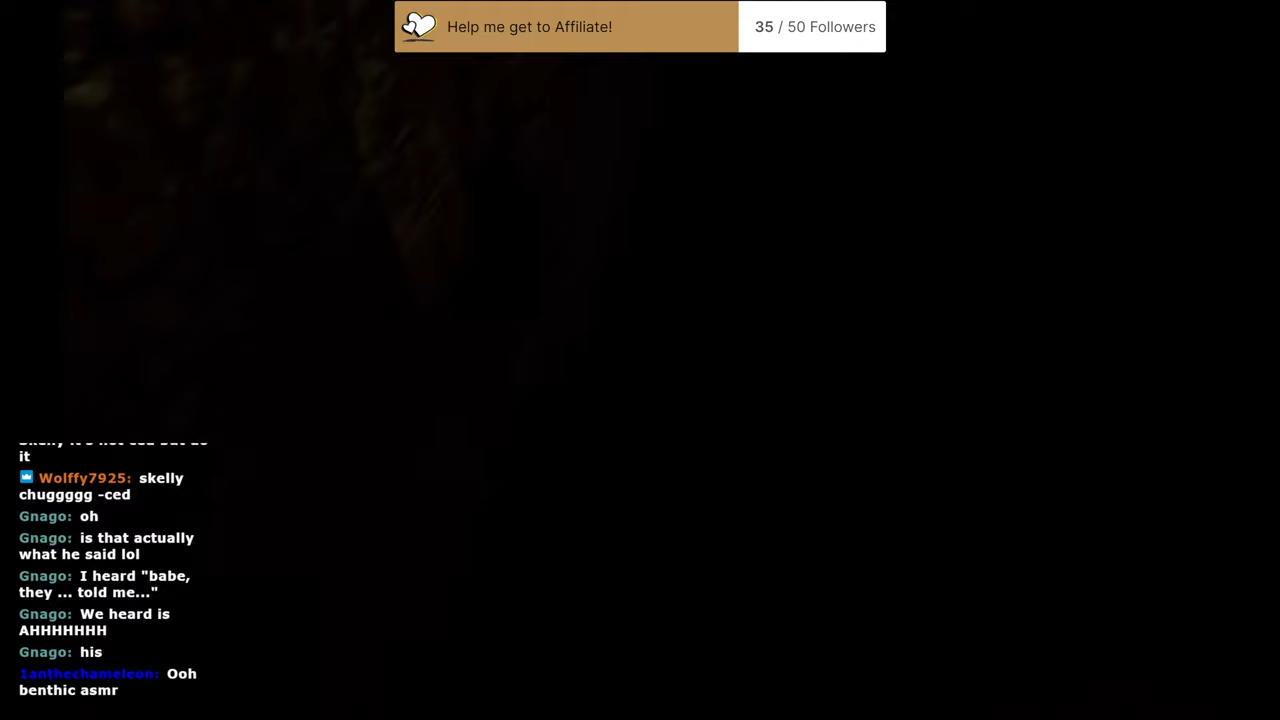 Help me get to Affiliate!
35 / 50 Followers
it
Wolffy7925: skelly
chuggggg -ced
Gnago: oh
Gnago: is that actually
what he said lol
Gnago: I heard "babe,
they ... told me..."
Gnago: We heard is
AHHHHHHH
Gnago: his
1anthechameleon: Ooh
benthic asmr